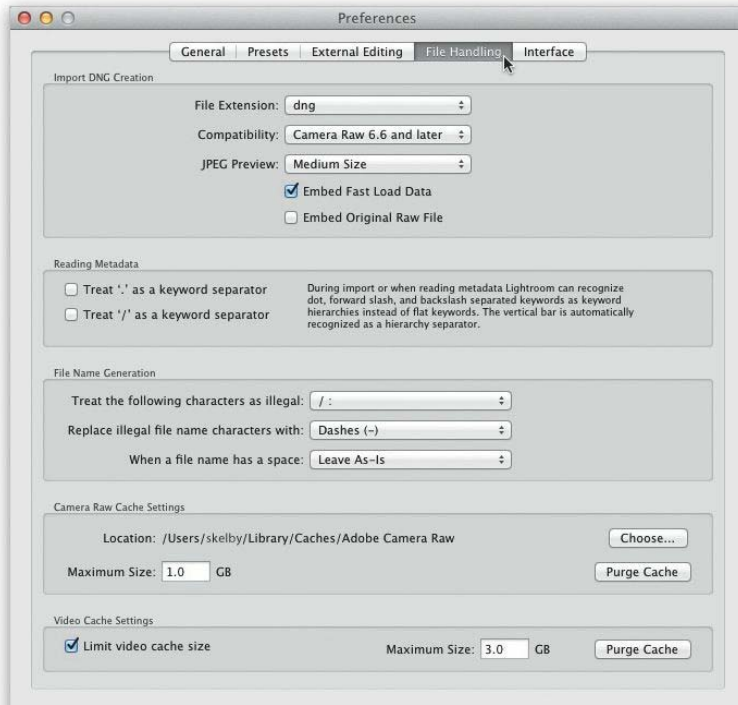 Preferences
General Presets External Editing File Handling Interface
Import DNG Creation
File Extension: dng
Compatibility: Camera Raw 6.6 and later
JPEG Preview: Medium Size
Embed Fast Load Data
Embed Original Raw File
Reading Metadata
Treat ‘.’ as a keyword separator
Treat ‘/’ as a keyword separator
During import or when reading metadata Lightroom can recognize
dot, forward slash, and backslash separated keywords as keyword
hierarchies instead of flat keywords. The vertical bar is automatically
recognized as a hierarchy separator.
File Name Generation
Treat the following characters as illegal: / :
Replace illegal file name characters with: Dashes (-)
When a file name has a space: Leave As-Is
Camera Raw Cache Settings
Location: /Users/skelby/Library/Caches/Adobe Camera Raw Choose...
Maximum Size: 1.0 GB Purge Cache
Video Cache Settings
Limit video cache size Maximum Size: 3.0 GB Purge Cache